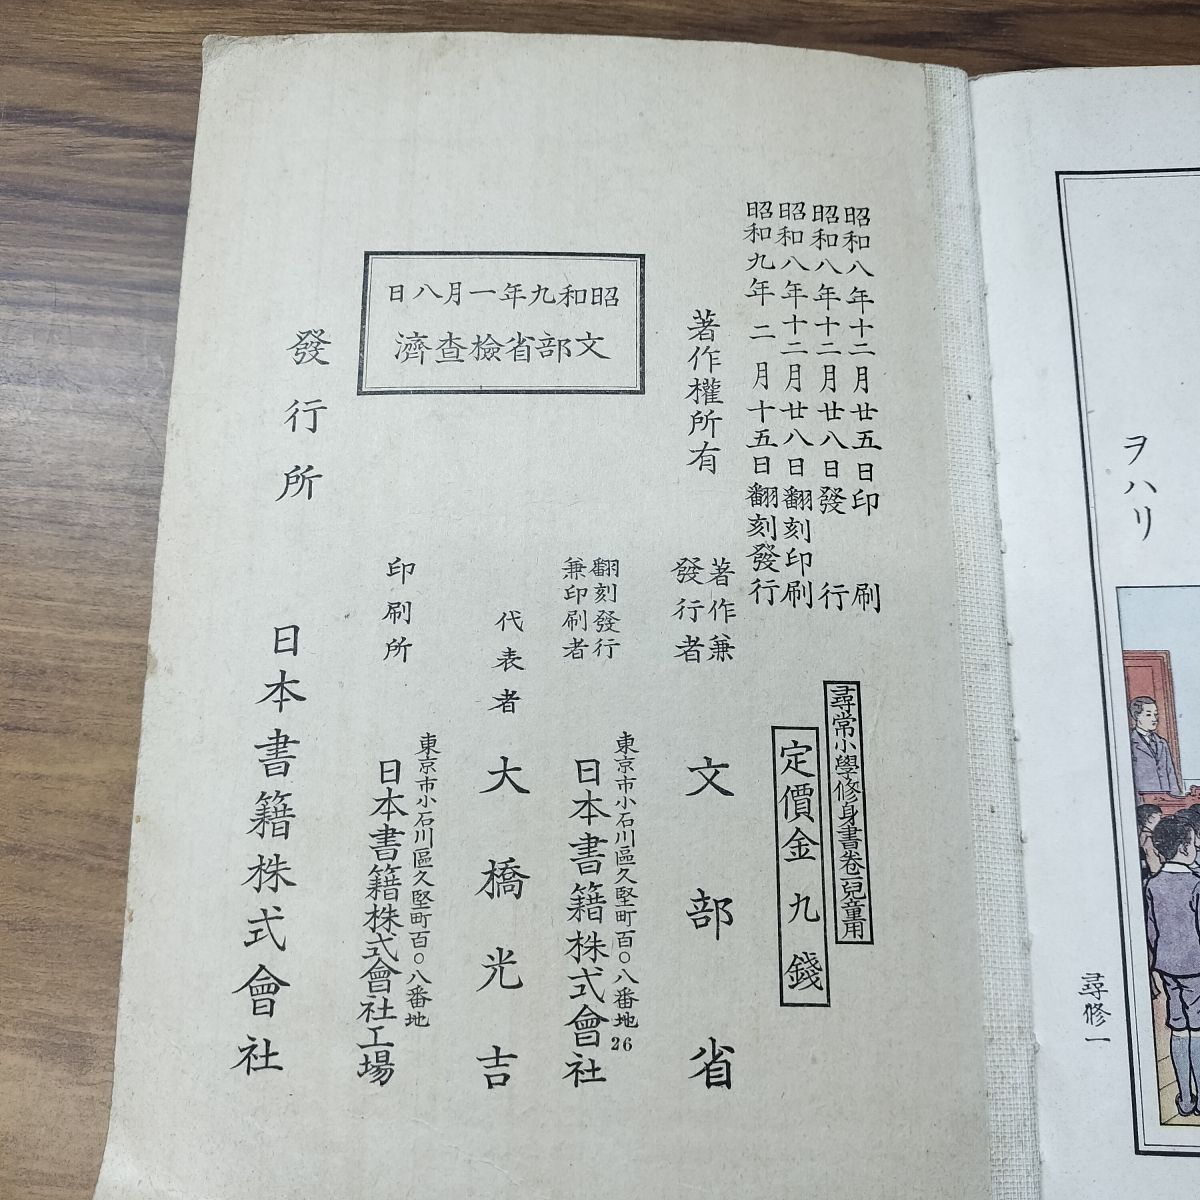 ヲハリ
尋修一
昭和八年十二月廿五日印刷
昭和八年十二月廿八日發行
昭和八年十二月廿八日翻刻印刷
昭和九年二月十五日翻刻發行
尋常小學修身書卷一兒童用
定價金九錢
著作權所有
著作兼
發行者
文部省
昭和九年一月八日
文部省檢查濟
翻刻發行
兼印刷者
東京市小石川區久堅町百〇八番地
26
日本書籍株式會社
代表者
大橋光吉
印刷所
東京市小石川區久堅町百〇八番地
日本書籍株式會社工場
發行所
日本書籍株式會社